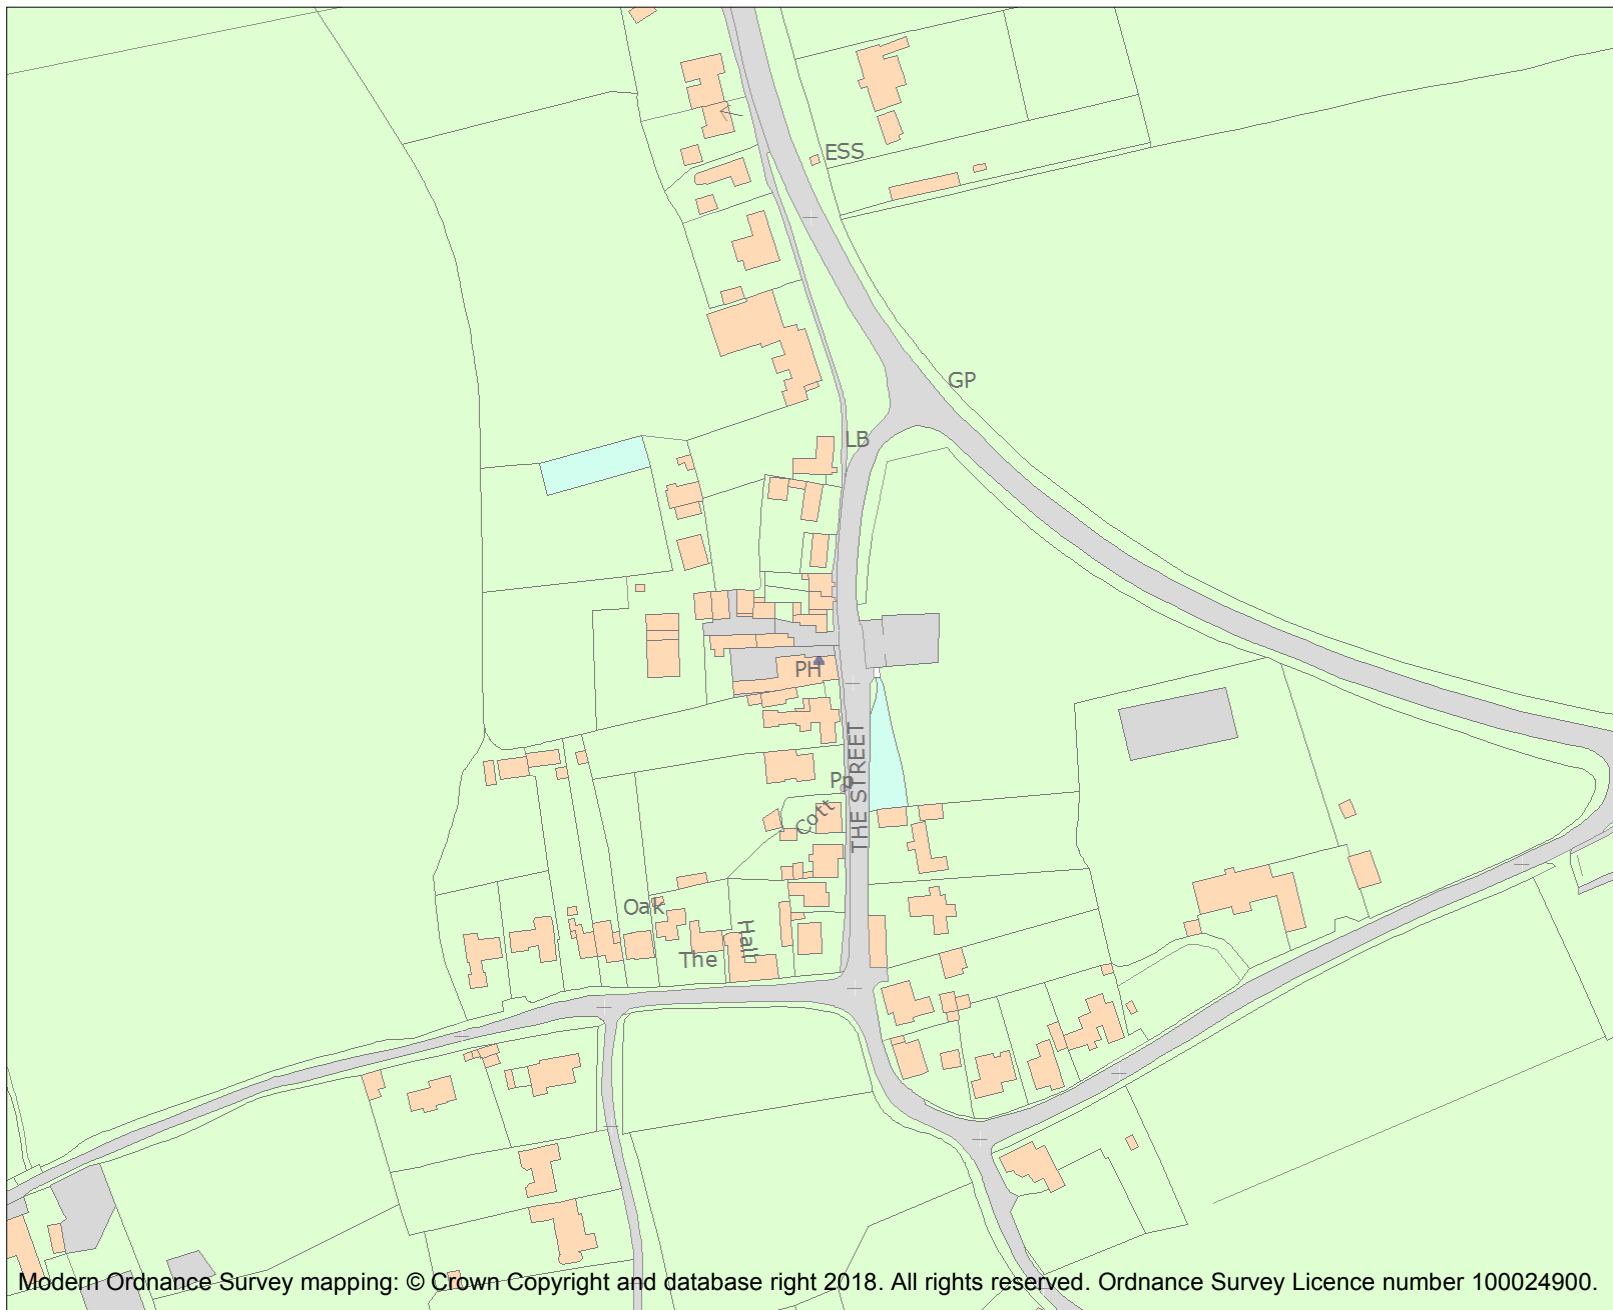 ESS
GP
LB
PH
THE STREET
Pp
Cott
Oak
Hall
The
Modern Ordnance Survey mapping: © Crown Copyright and database right 2018. All rights reserved. Ordnance Survey Licence number 100024900.